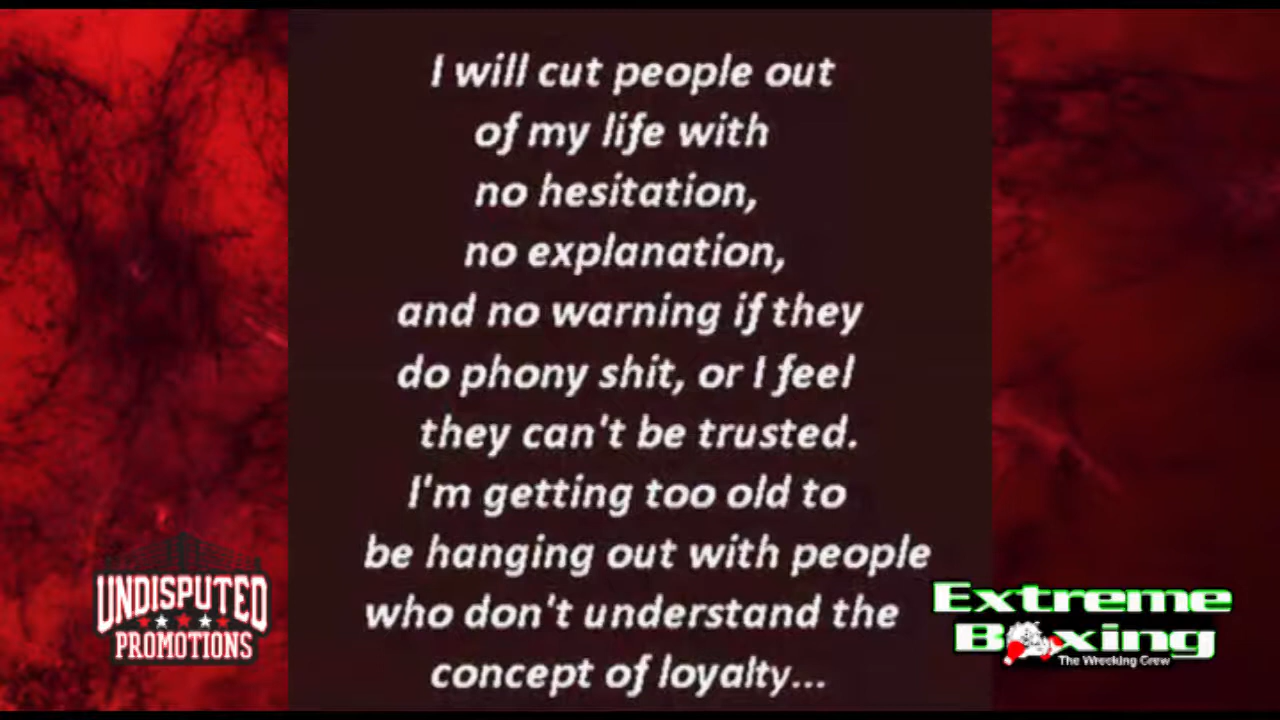 I will cut people out
of my life with
no hesitation,
no explanation,
and no warning if they
do phony shit, or I feel
they can't be trusted.
I'm getting too old to
be hanging out with people
who don't understand the
concept of loyalty...
UNDISPUTED
PROMOTIONS
Extreme
Boxing
The Wrecking Crew